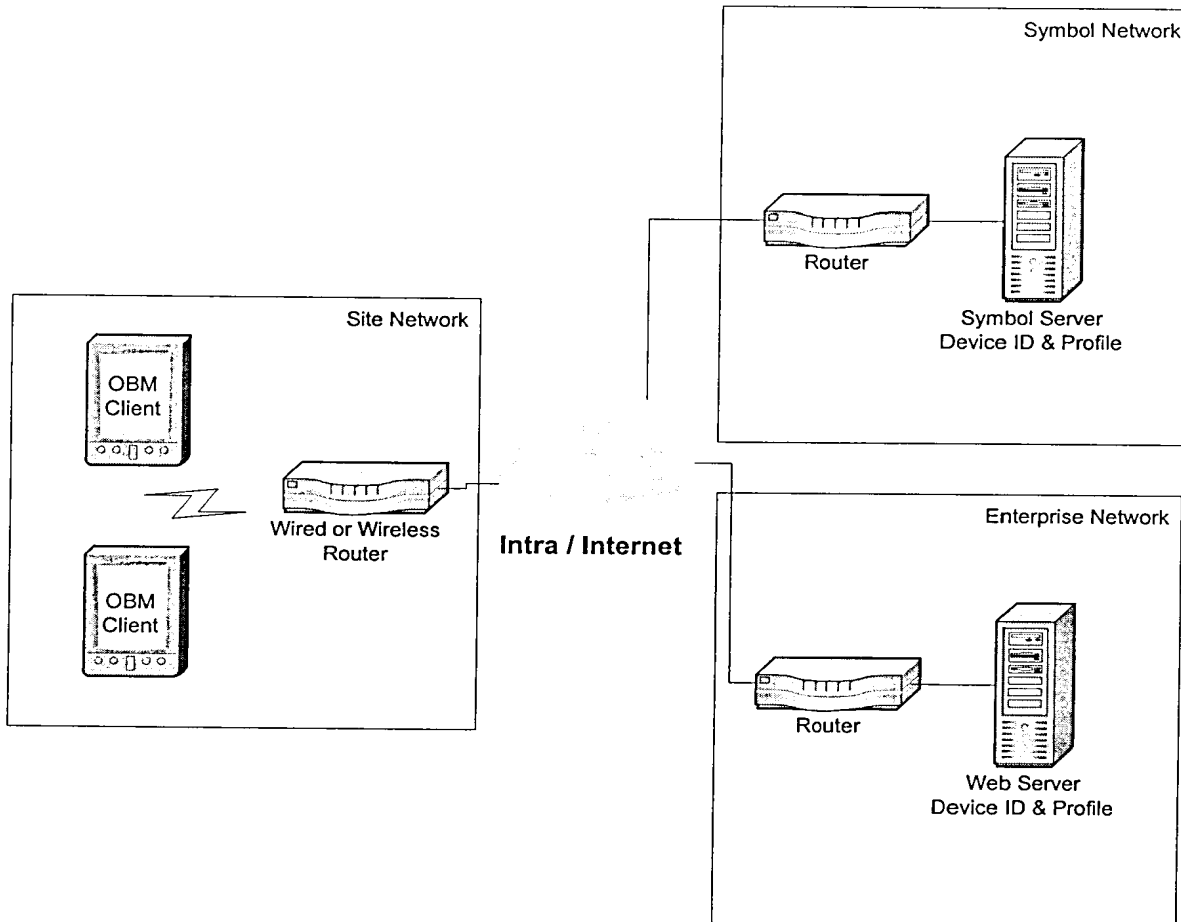 Symbol Network
Router
Symbol Server
Device ID & Profile
Site Network
OBM
Client
Wired or Wireless
Router
OBM
Client
Intra / Internet
Enterprise Network
Router
Web Server
Device ID & Profile